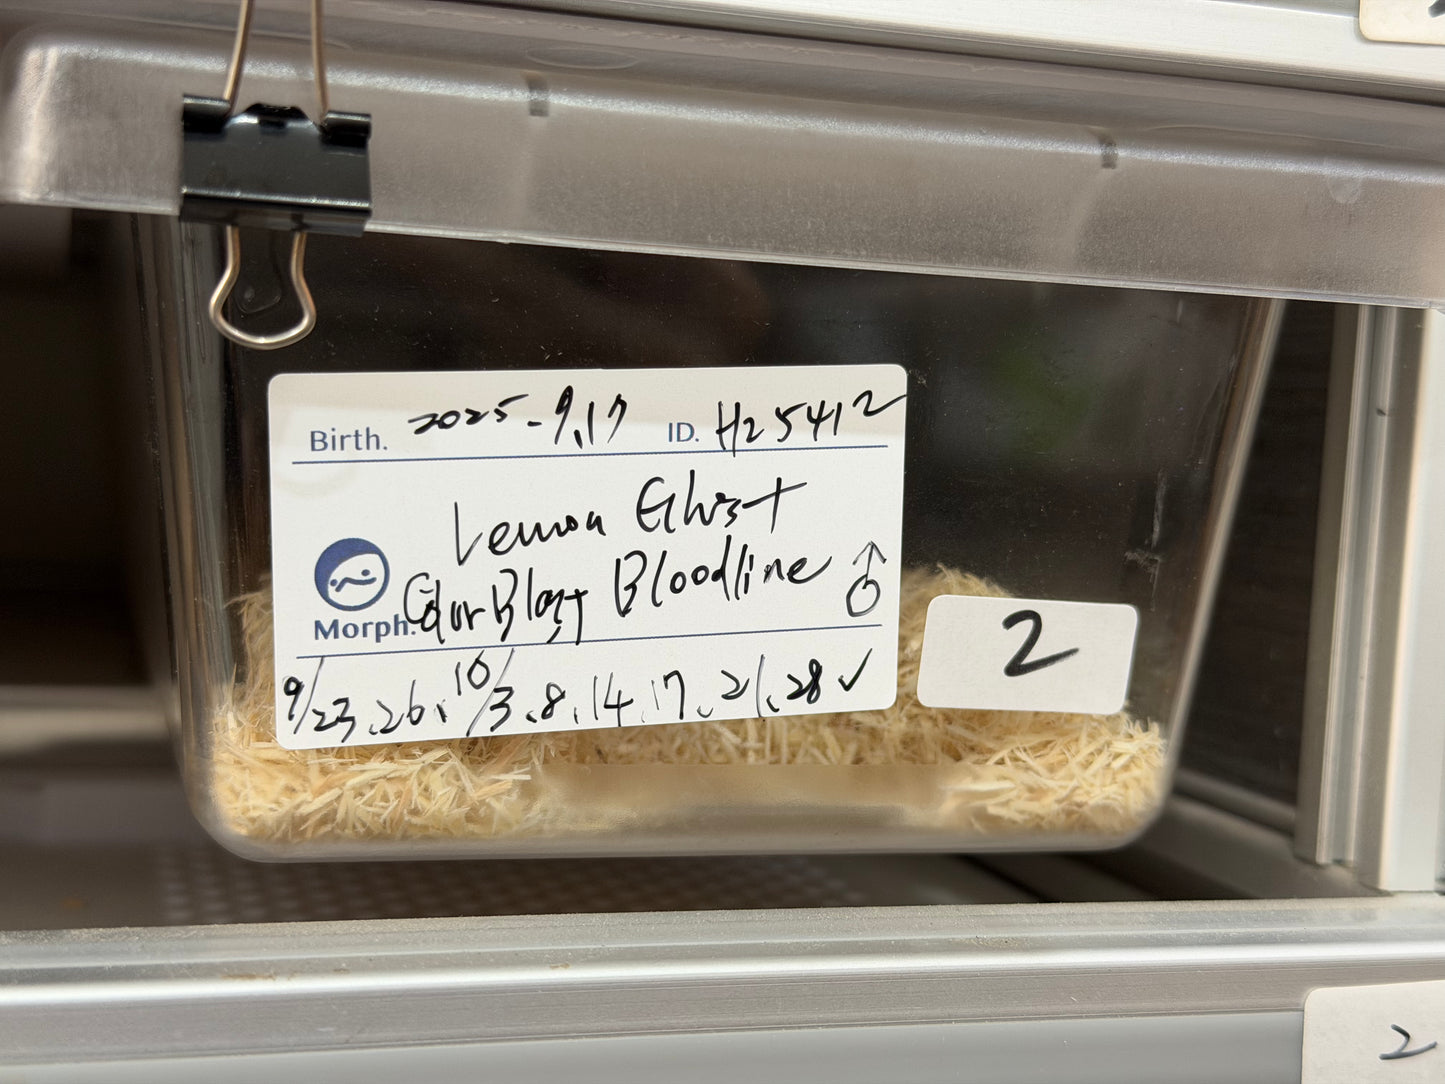 Birth. 2025-9.17 ID. H25412
Lemon Ghost
Morph. Color Blast Bloodline ♂
9/23、26、10/3、8、14、17、21、28 ✓
2
2